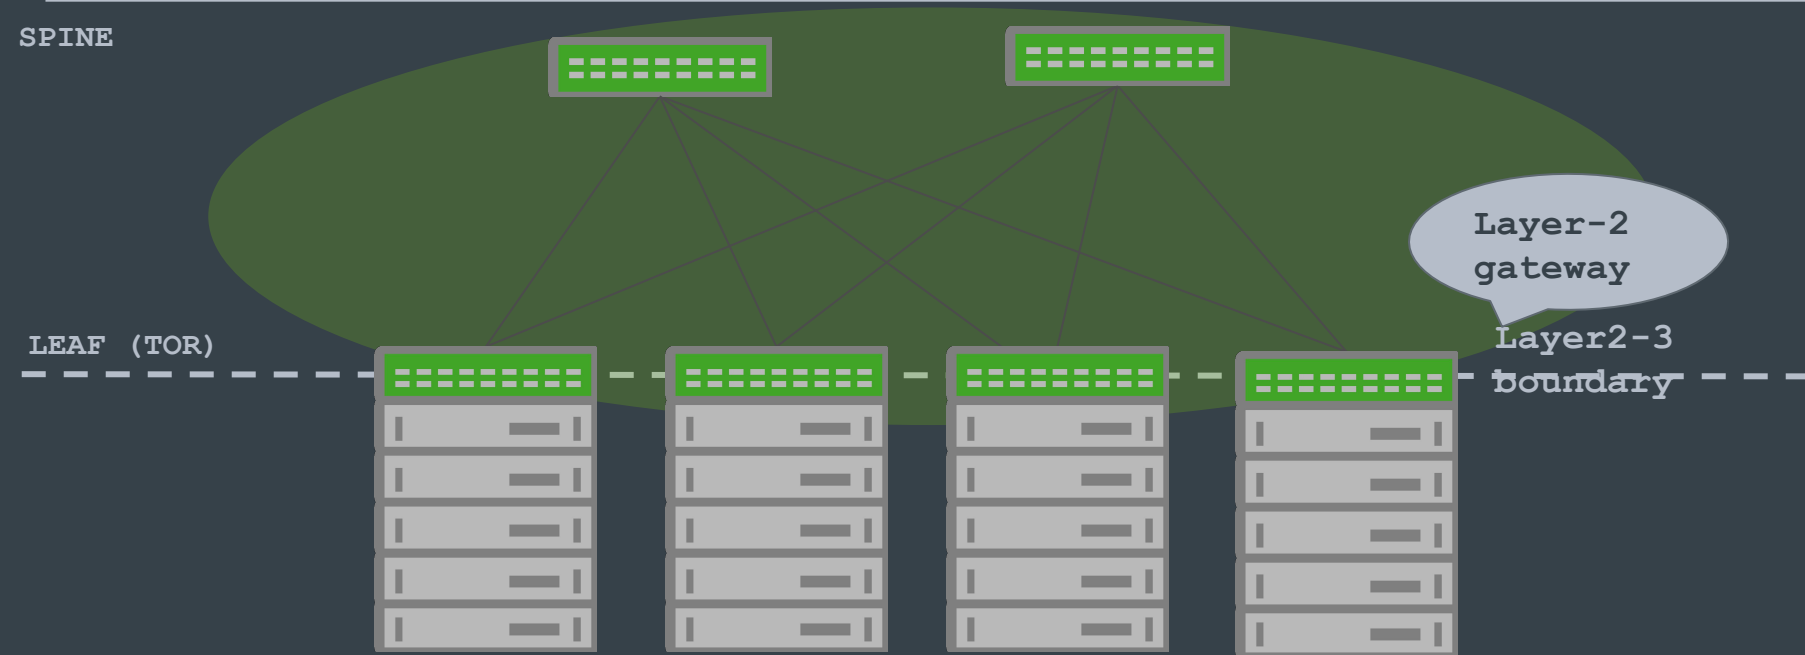 SPINE
Layer-2
gateway
LEAF (TOR)
Layer2-3
boundary